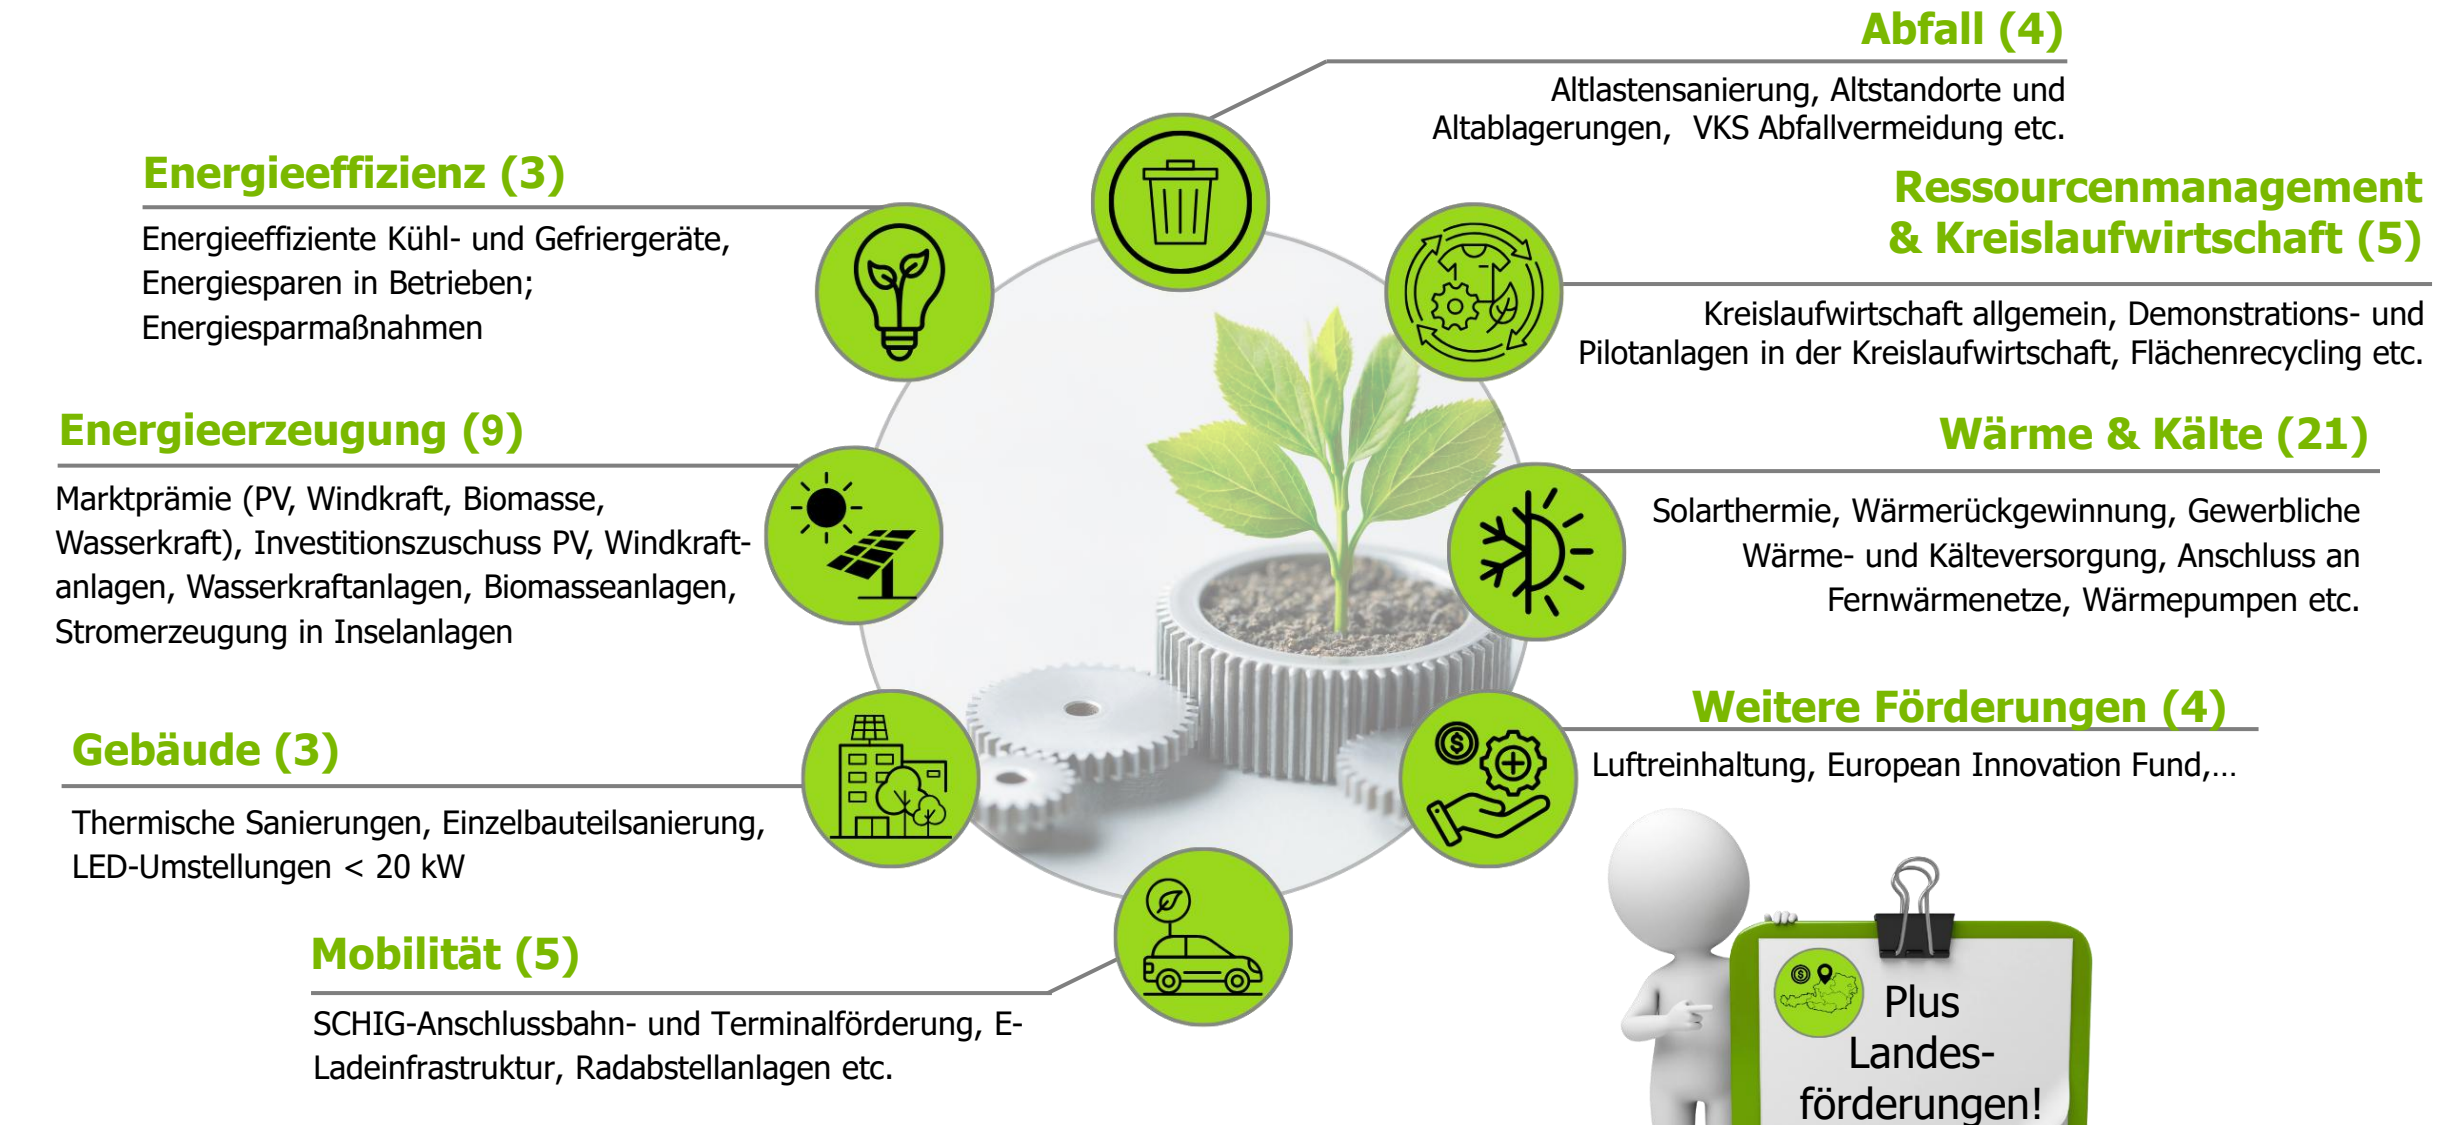 Abfall (4)
Altlastensanierung, Altstandorte und
Altablagerungen, VKS Abfallvermeidung etc.
Energieeffizienz (3)
Energieeffiziente Kühl- und Gefriergeräte,
Energiesparen in Betrieben;
Energiesparmaßnahmen
Ressourcenmanagement
& Kreislaufwirtschaft (5)
Kreislaufwirtschaft allgemein, Demonstrations- und
Pilotanlagen in der Kreislaufwirtschaft, Flächenrecycling etc.
Energieerzeugung (9)
Marktprämie (PV, Windkraft, Biomasse,
Wasserkraft), Investitionszuschuss PV, Windkraft-
anlagen, Wasserkraftanlagen, Biomasseanlagen,
Stromerzeugung in Inselanlagen
Wärme & Kälte (21)
Solarthermie, Wärmerückgewinnung, Gewerbliche
Wärme- und Kälteversorgung, Anschluss an
Fernwärmenetze, Wärmepumpen etc.
Gebäude (3)
Thermische Sanierungen, Einzelbauteilsanierung,
LED-Umstellungen < 20 kW
Weitere Förderungen (4)
Luftreinhaltung, European Innovation Fund,…
Mobilität (5)
SCHIG-Anschlussbahn- und Terminalförderung, E-
Ladeinfrastruktur, Radabstellanlagen etc.
Plus
Landes-
förderungen!